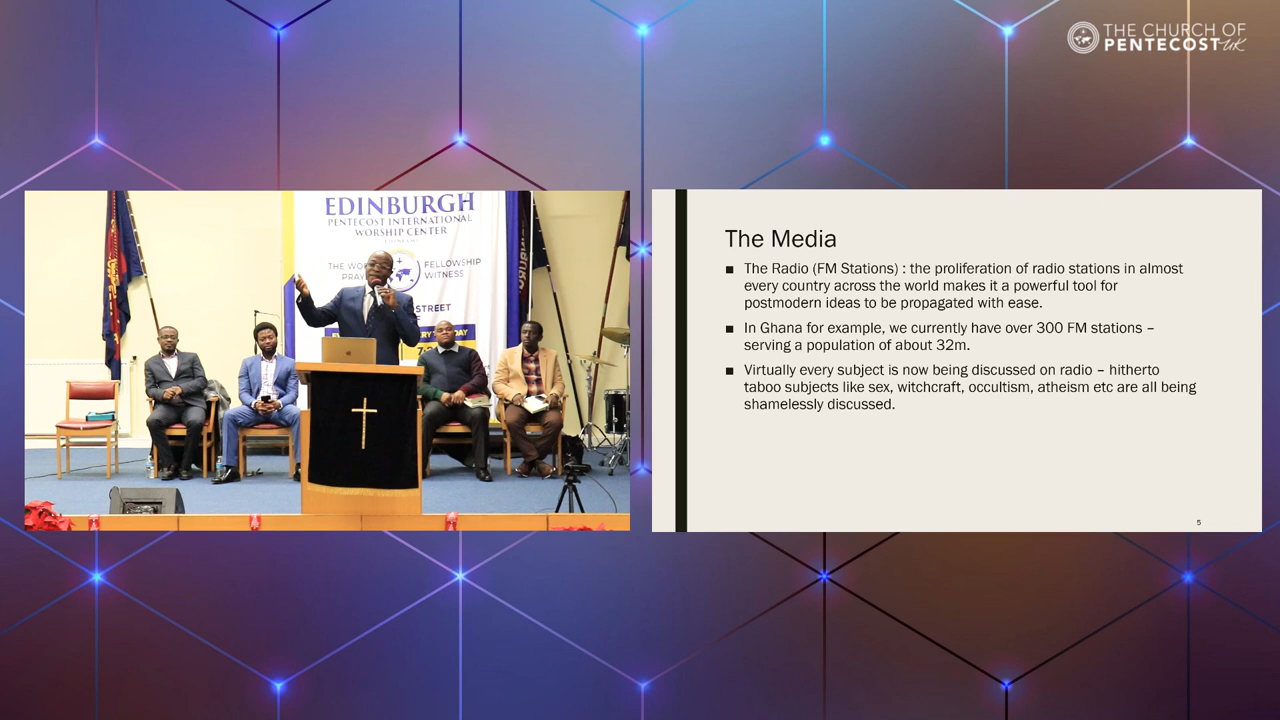 THE CHURCH OF
PENTECOST UK
EDINBURGH
PENTECOST INTERNATIONAL
WORSHIP CENTER
THE
FELLOWSHIP
WITNESS
The Media
■ The Radio (FM Stations) : the proliferation of radio stations in almost
every country across the world makes it a powerful tool for
postmodern ideas to be propagated with ease.
■ In Ghana for example, we currently have over 300 FM stations –
serving a population of about 32m.
■ Virtually every subject is now being discussed on radio – hitherto
taboo subjects like sex, witchcraft, occultism, atheism etc are all being
shamelessly discussed.
5